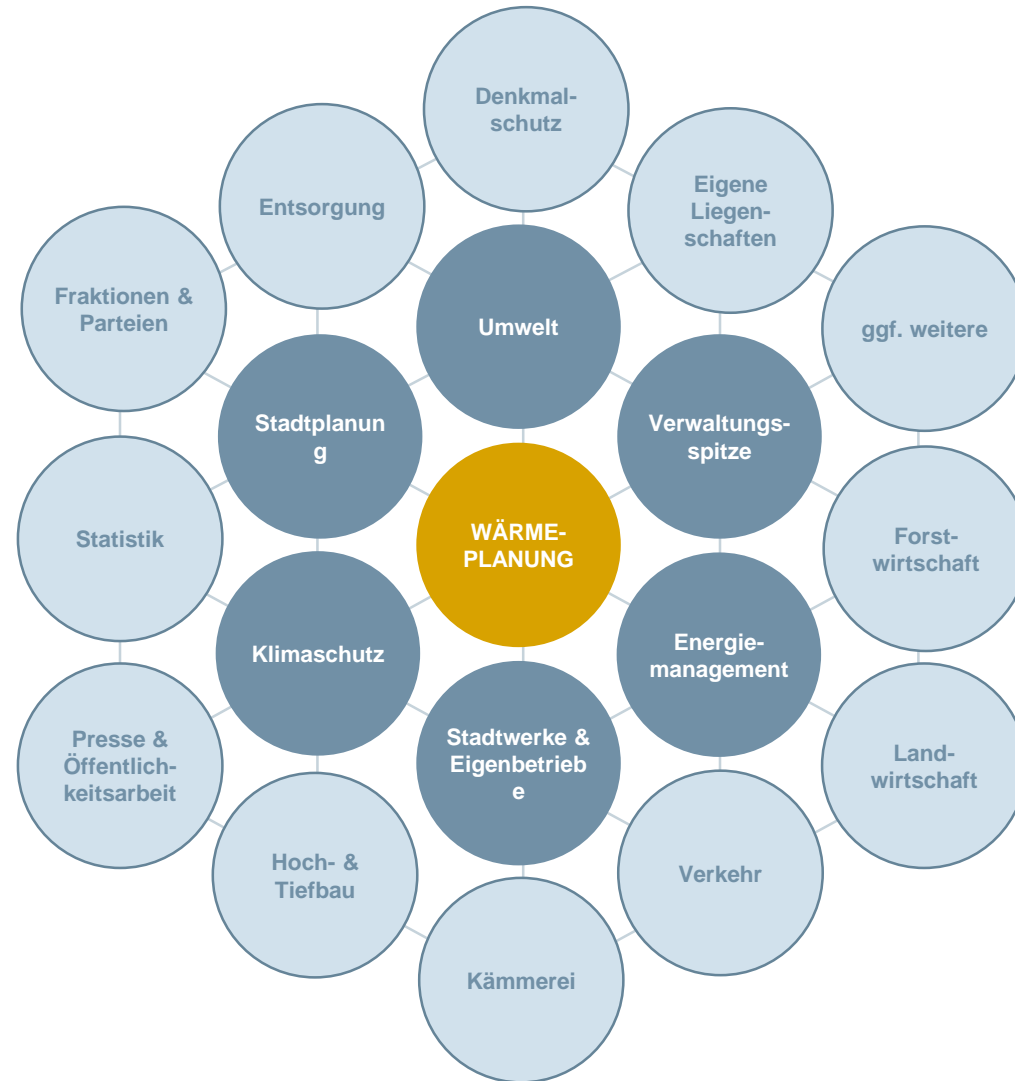 Denkmal-
schutz
Entsorgung
Eigene
Liegen-
schaften
Fraktionen &
Parteien
Umwelt
ggf. weitere
Stadtplanun
g
Verwaltungs-
spitze
Statistik
WÄRME-
PLANUNG
Forst-
wirtschaft
Klimaschutz
Energie-
management
Presse &
Öffentlich-
keitsarbeit
Stadtwerke &
Eigenbetrieb
e
Land-
wirtschaft
Hoch- &
Tiefbau
Verkehr
Kämmerei